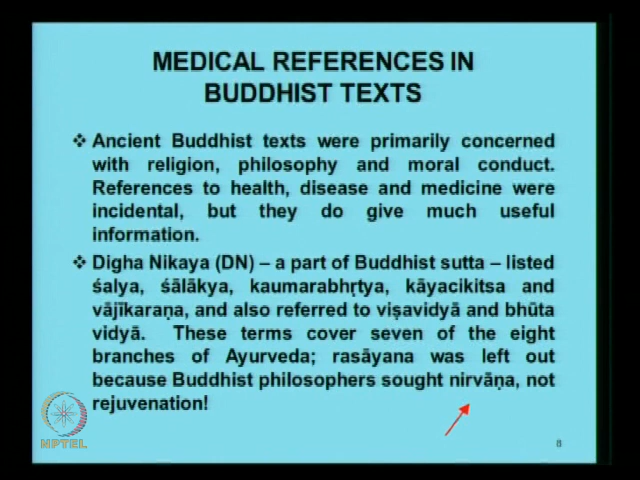 MEDICAL REFERENCES IN
BUDDHIST TEXTS
❖ Ancient Buddhist texts were primarily concerned
with religion, philosophy and moral conduct.
References to health, disease and medicine were
incidental, but they do give much useful
information.
❖ Digha Nikaya (DN) – a part of Buddhist sutta – listed
śalya, śālākya, kaumarabhṛtya, kāyacikitsa and
vājīkaraṇa, and also referred to viṣavidyā and bhūta
vidyā. These terms cover seven of the eight
branches of Ayurveda; rasāyana was left out
because Buddhist philosophers sought nirvāṇa, not
rejuvenation!
NPTEL
8